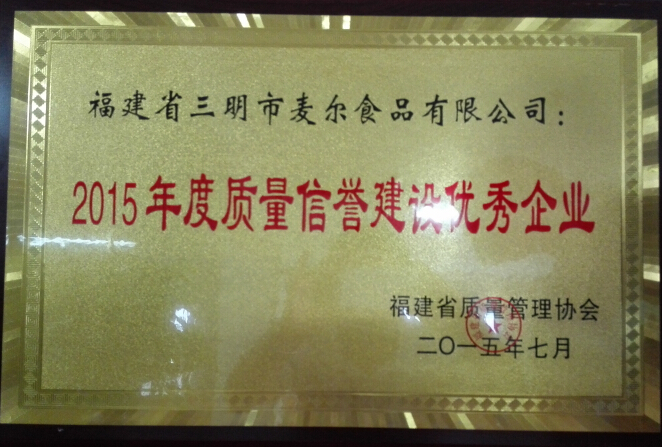 福建省三明市麦尔食品有限公司：
2015年度质量信誉建设优秀企业
福建省质量管理协会
二〇一五年七月